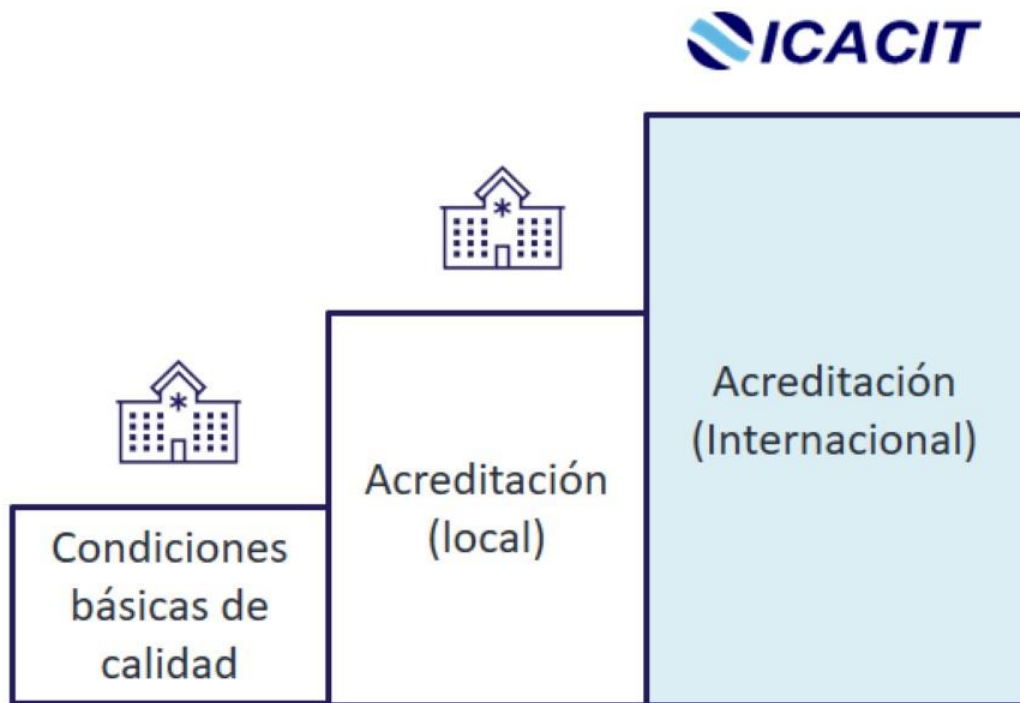 ICACIT
Condiciones
básicas de
calidad
Acreditación
(local)
Acreditación
(Internacional)